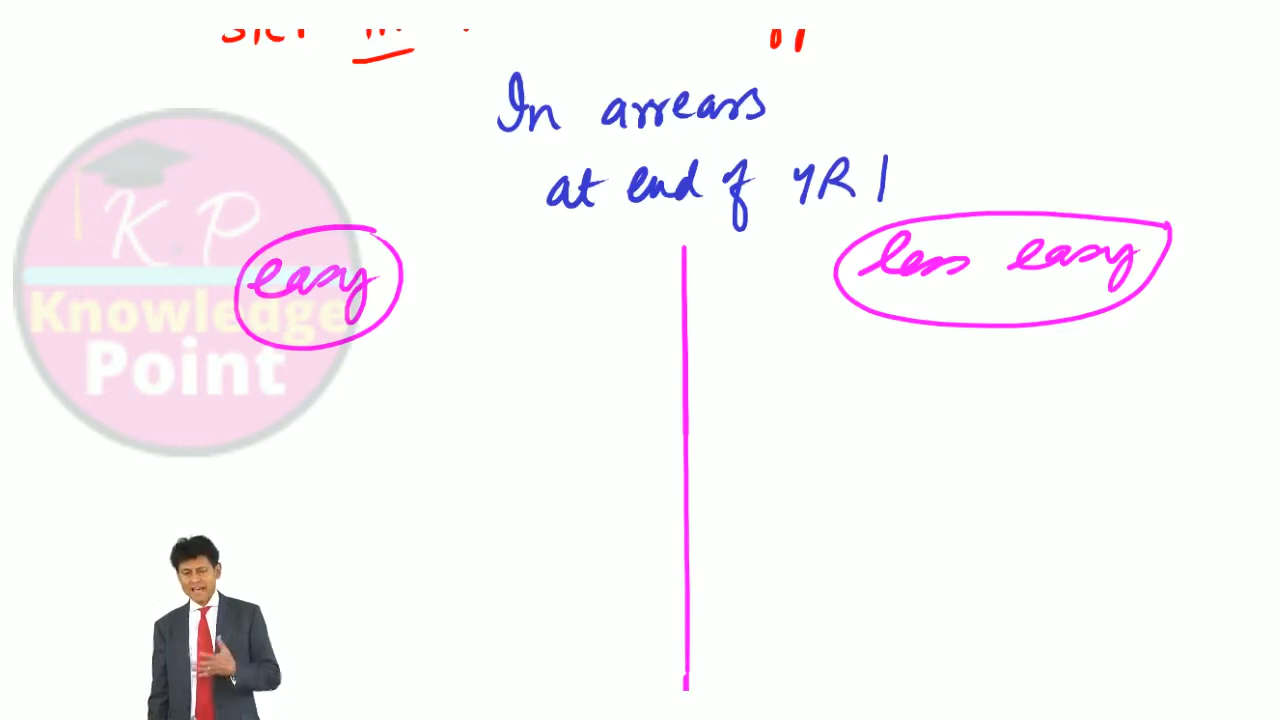 In arrears
at end of YR 1
easy
less easy
K.P
Knowledge
Point